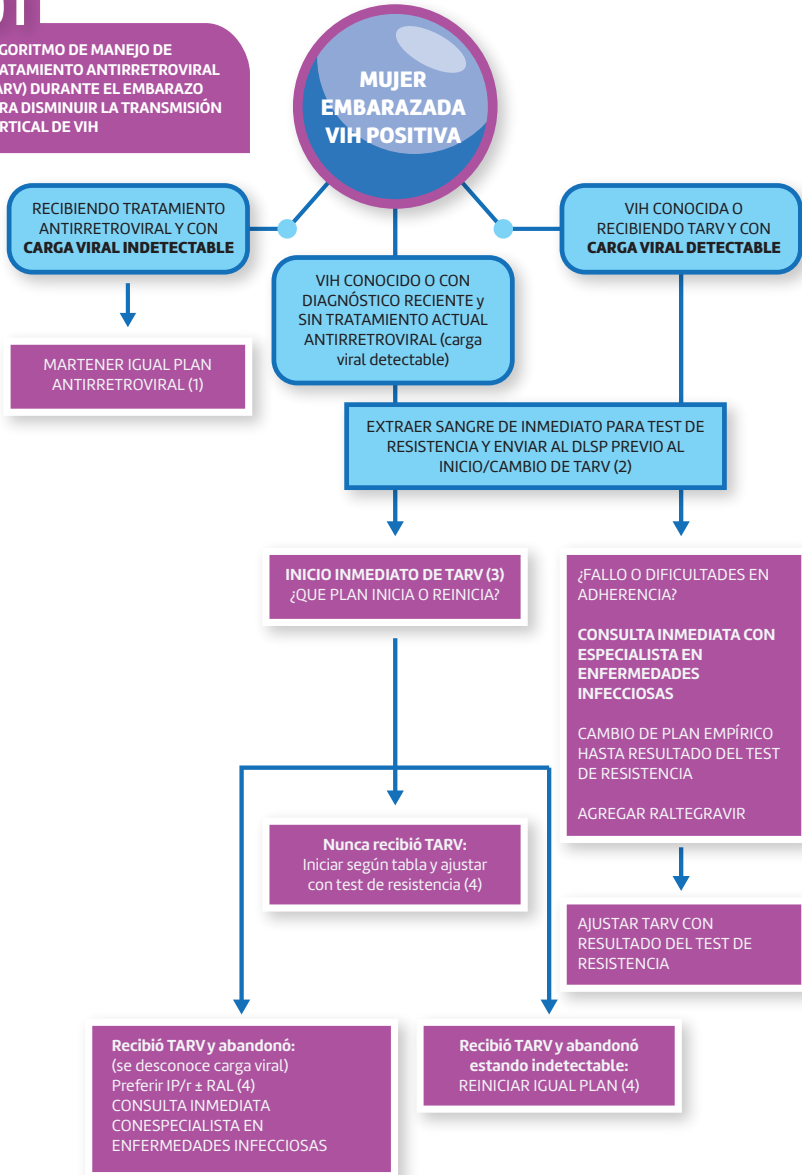 GORITMO DE MANEJO DE
ATAMIENTO ANTIRRETROVIRAL
ARV) DURANTE EL EMBARAZO
RA DISMINUIR LA TRANSMISIÓN
RTICAL DE VIH
MUJER
EMBARAZADA
VIH POSITIVA
RECIBIENDO TRATAMIENTO
ANTIRRETROVIRAL Y CON
CARGA VIRAL INDETECTABLE
VIH CONOCIDA O
RECIBIENDO TARV Y CON
CARGA VIRAL DETECTABLE
VIH CONOCIDO O CON
DIAGNÓSTICO RECIENTE y
SIN TRATAMIENTO ACTUAL
ANTIRRETROVIRAL (carga
viral detectable)
MARTENER IGUAL PLAN
ANTIRRETROVIRAL (1)
EXTRAER SANGRE DE INMEDIATO PARA TEST DE
RESISTENCIA Y ENVIAR AL DLSP PREVIO AL
INICIO/CAMBIO DE TARV (2)
INICIO INMEDIATO DE TARV (3)
¿QUE PLAN INICIA O REINICIA?
¿FALLO O DIFICULTADES EN
ADHERENCIA?
CONSULTA INMEDIATA CON
ESPECIALISTA EN
ENFERMEDADES
INFECCIOSAS
CAMBIO DE PLAN EMPÍRICO
HASTA RESULTADO DEL TEST
DE RESISTENCIA
AGREGAR RALTEGRAVIR
Nunca recibió TARV:
Iniciar según tabla y ajustar
con test de resistencia (4)
AJUSTAR TARV CON
RESULTADO DEL TEST DE
RESISTENCIA
Recibió TARV y abandonó:
(se desconoce carga viral)
Preferir IP/r ± RAL (4)
CONSULTA INMEDIATA
CONESPECIALISTA EN
ENFERMEDADES INFECCIOSAS
Recibió TARV y abandonó
estando indetectable:
REINICIAR IGUAL PLAN (4)